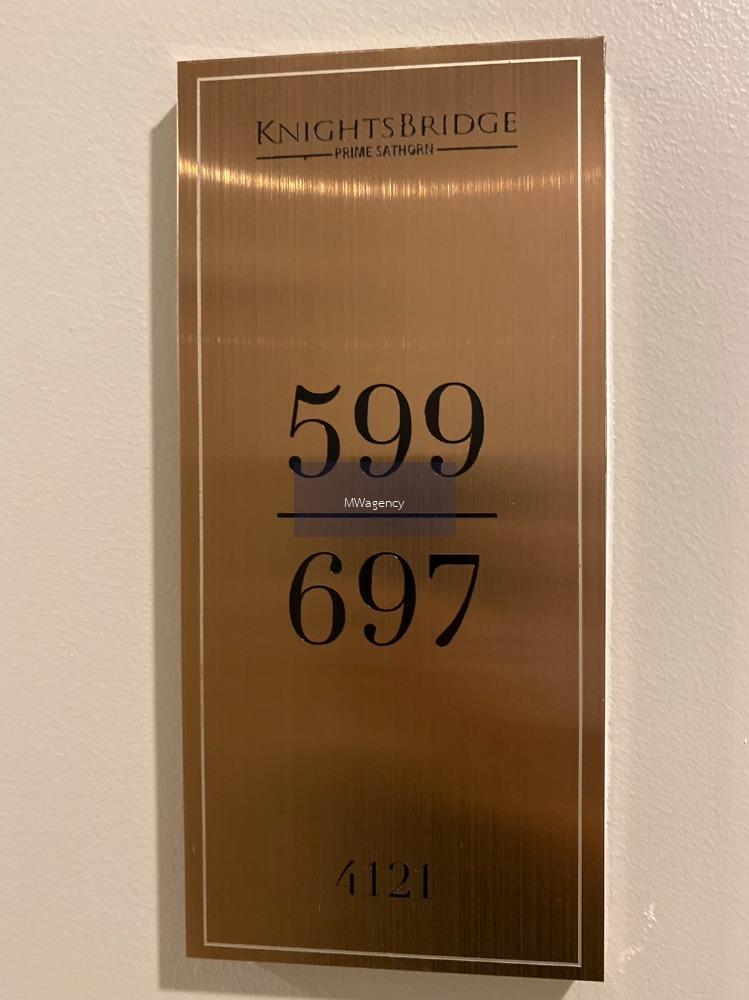 KNIGHTSBRIDGE
PRIME SATHORN
599
MWagency
697
4121